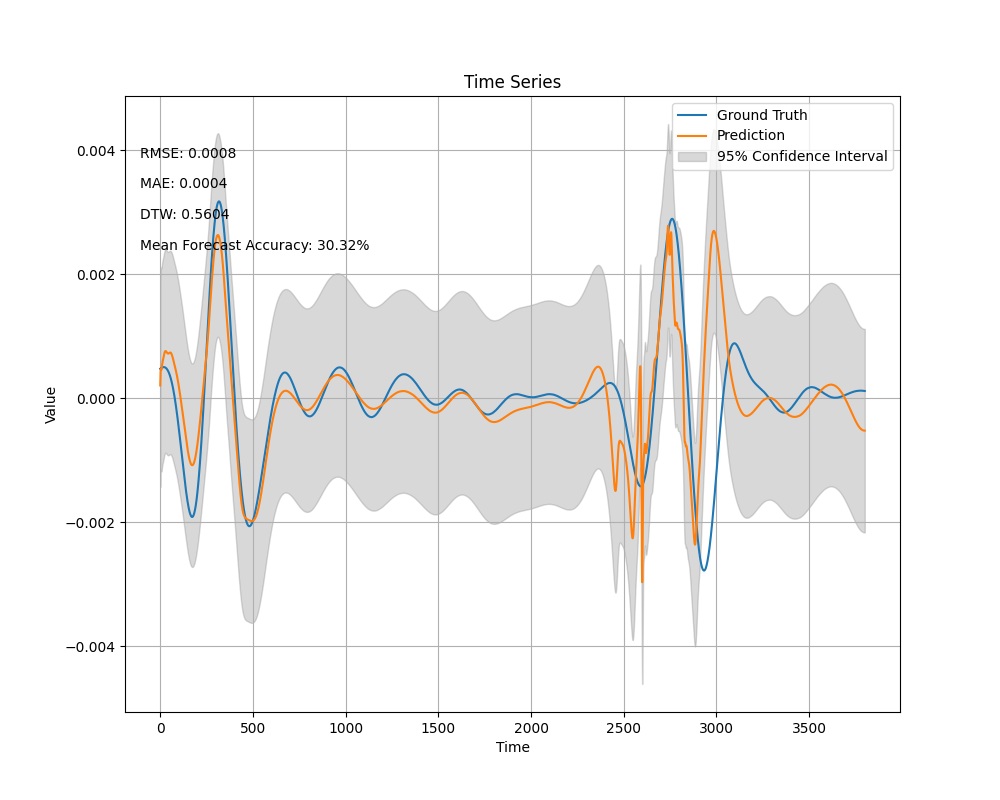 Time Series
Ground Truth
Prediction
95% Confidence Interval
RMSE: 0.0008
MAE: 0.0004
DTW: 0.5604
Mean Forecast Accuracy: 30.32%
Value
0.004
0.002
0.000
−0.002
−0.004
0 500 1000 1500 2000 2500 3000 3500
Time